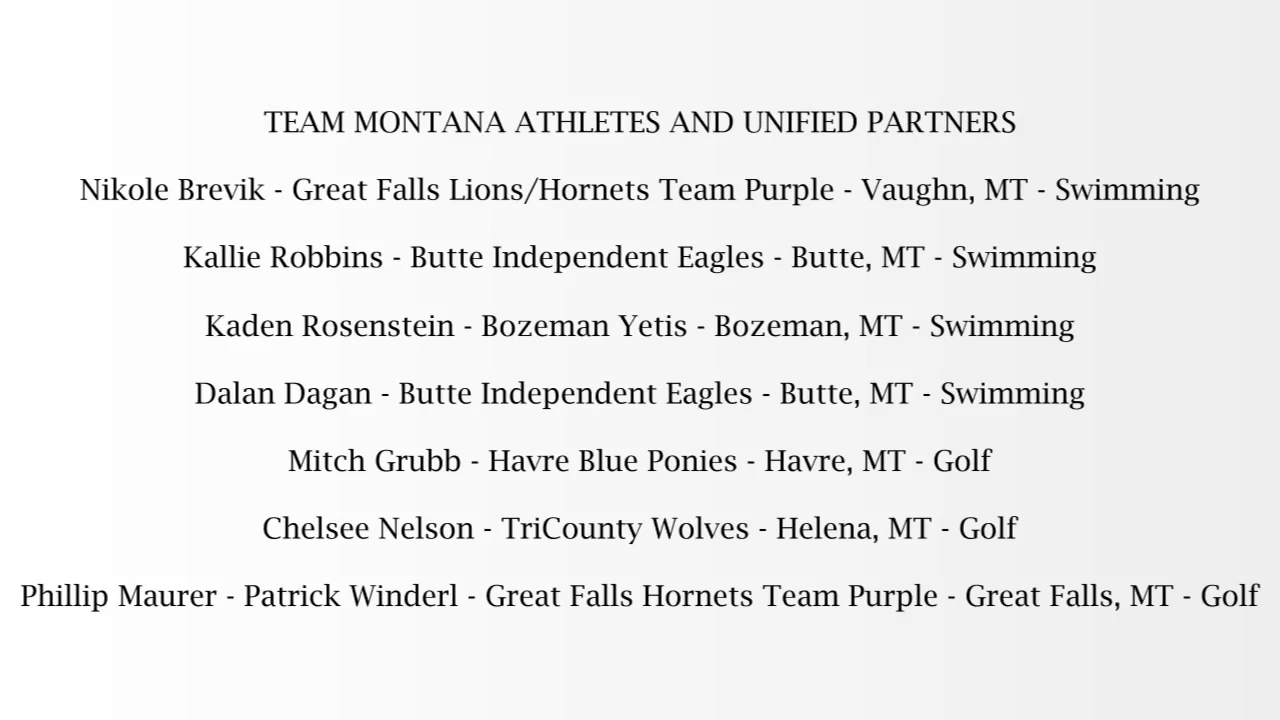 TEAM MONTANA ATHLETES AND UNIFIED PARTNERS
Nikole Brevik - Great Falls Lions/Hornets Team Purple - Vaughn, MT - Swimming
Kallie Robbins - Butte Independent Eagles - Butte, MT - Swimming
Kaden Rosenstein - Bozeman Yetis - Bozeman, MT - Swimming
Dalan Dagan - Butte Independent Eagles - Butte, MT - Swimming
Mitch Grubb - Havre Blue Ponies - Havre, MT - Golf
Chelsee Nelson - TriCounty Wolves - Helena, MT - Golf
Phillip Maurer - Patrick Winderl - Great Falls Hornets Team Purple - Great Falls, MT - Golf